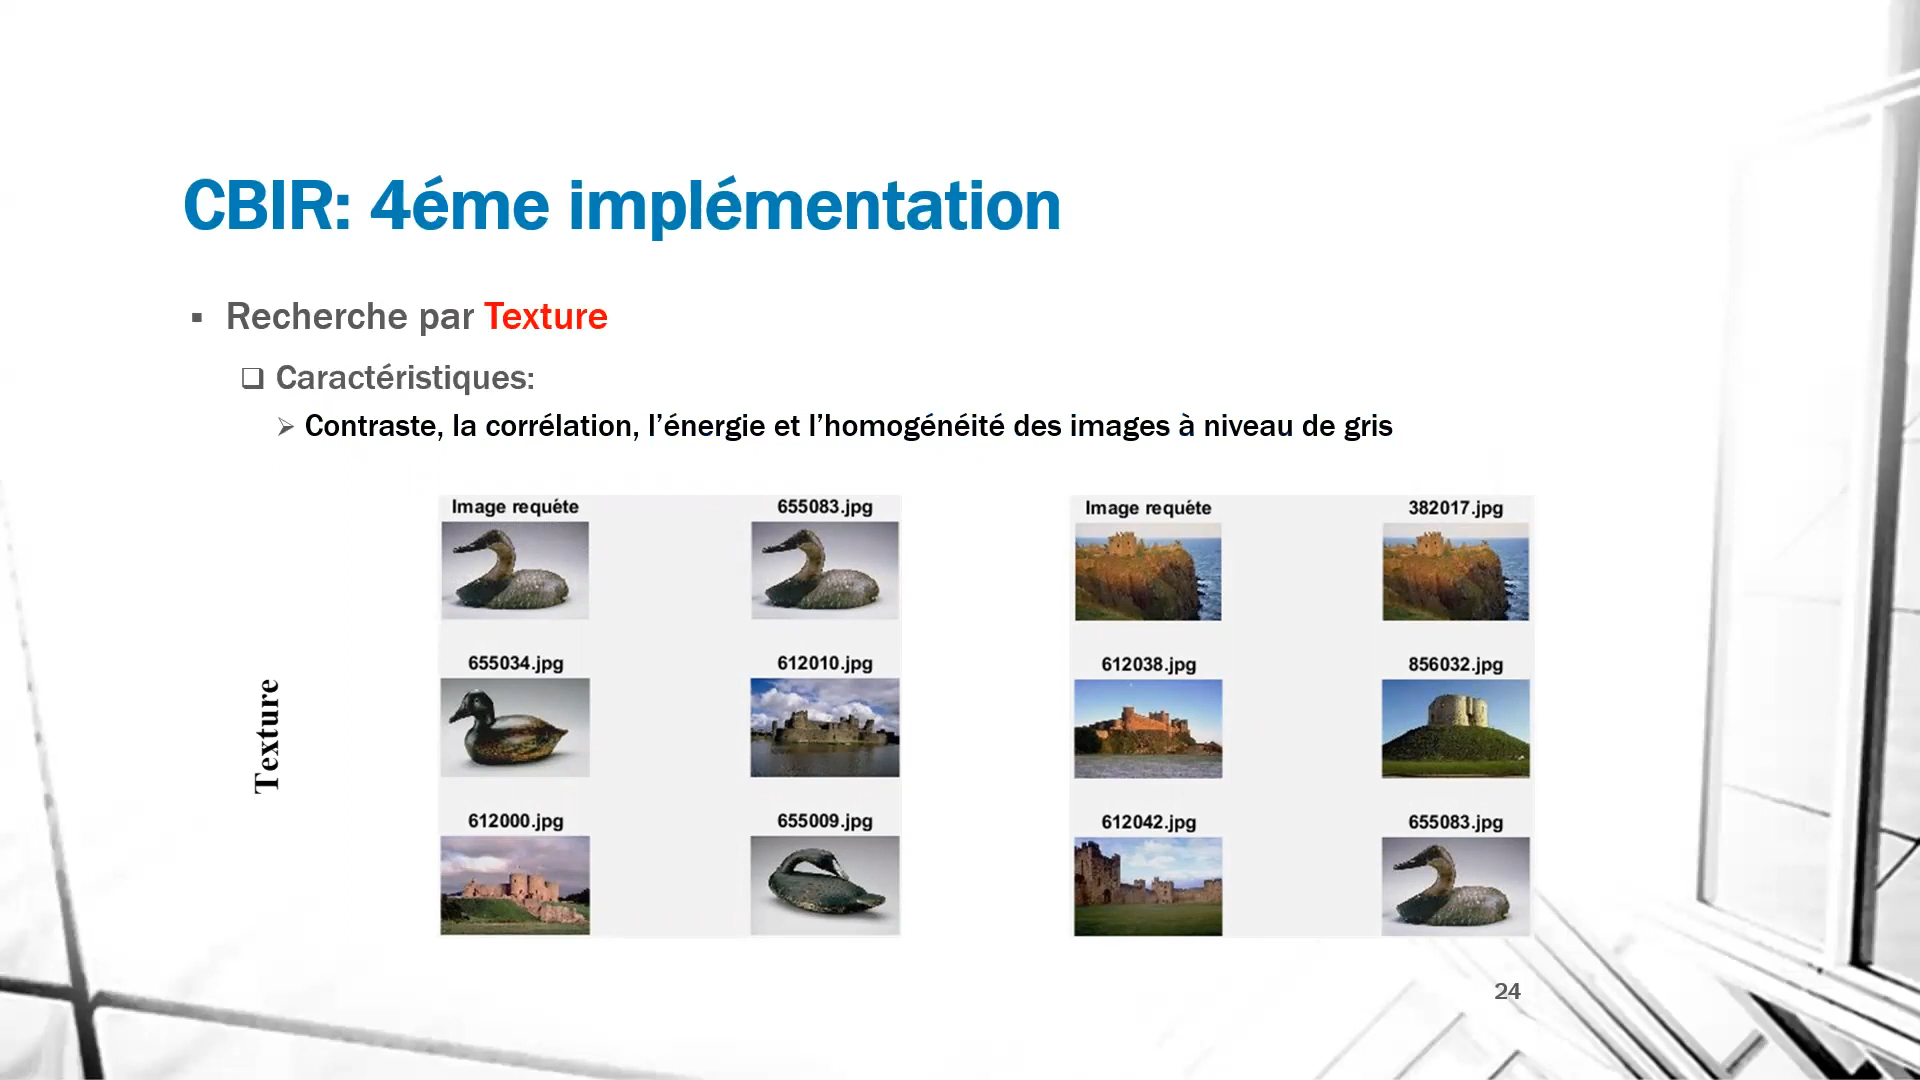 CBIR: 4éme implémentation
Recherche par Texture
Caractéristiques:
Contraste, la corrélation, l’énergie et l’homogénéité des images à niveau de gris
Texture
Image requéte 655083.jpg
655034.jpg 612010.jpg
612000.jpg 655009.jpg
Image requéte 382017.jpg
612038.jpg 856032.jpg
612042.jpg 655083.jpg
24